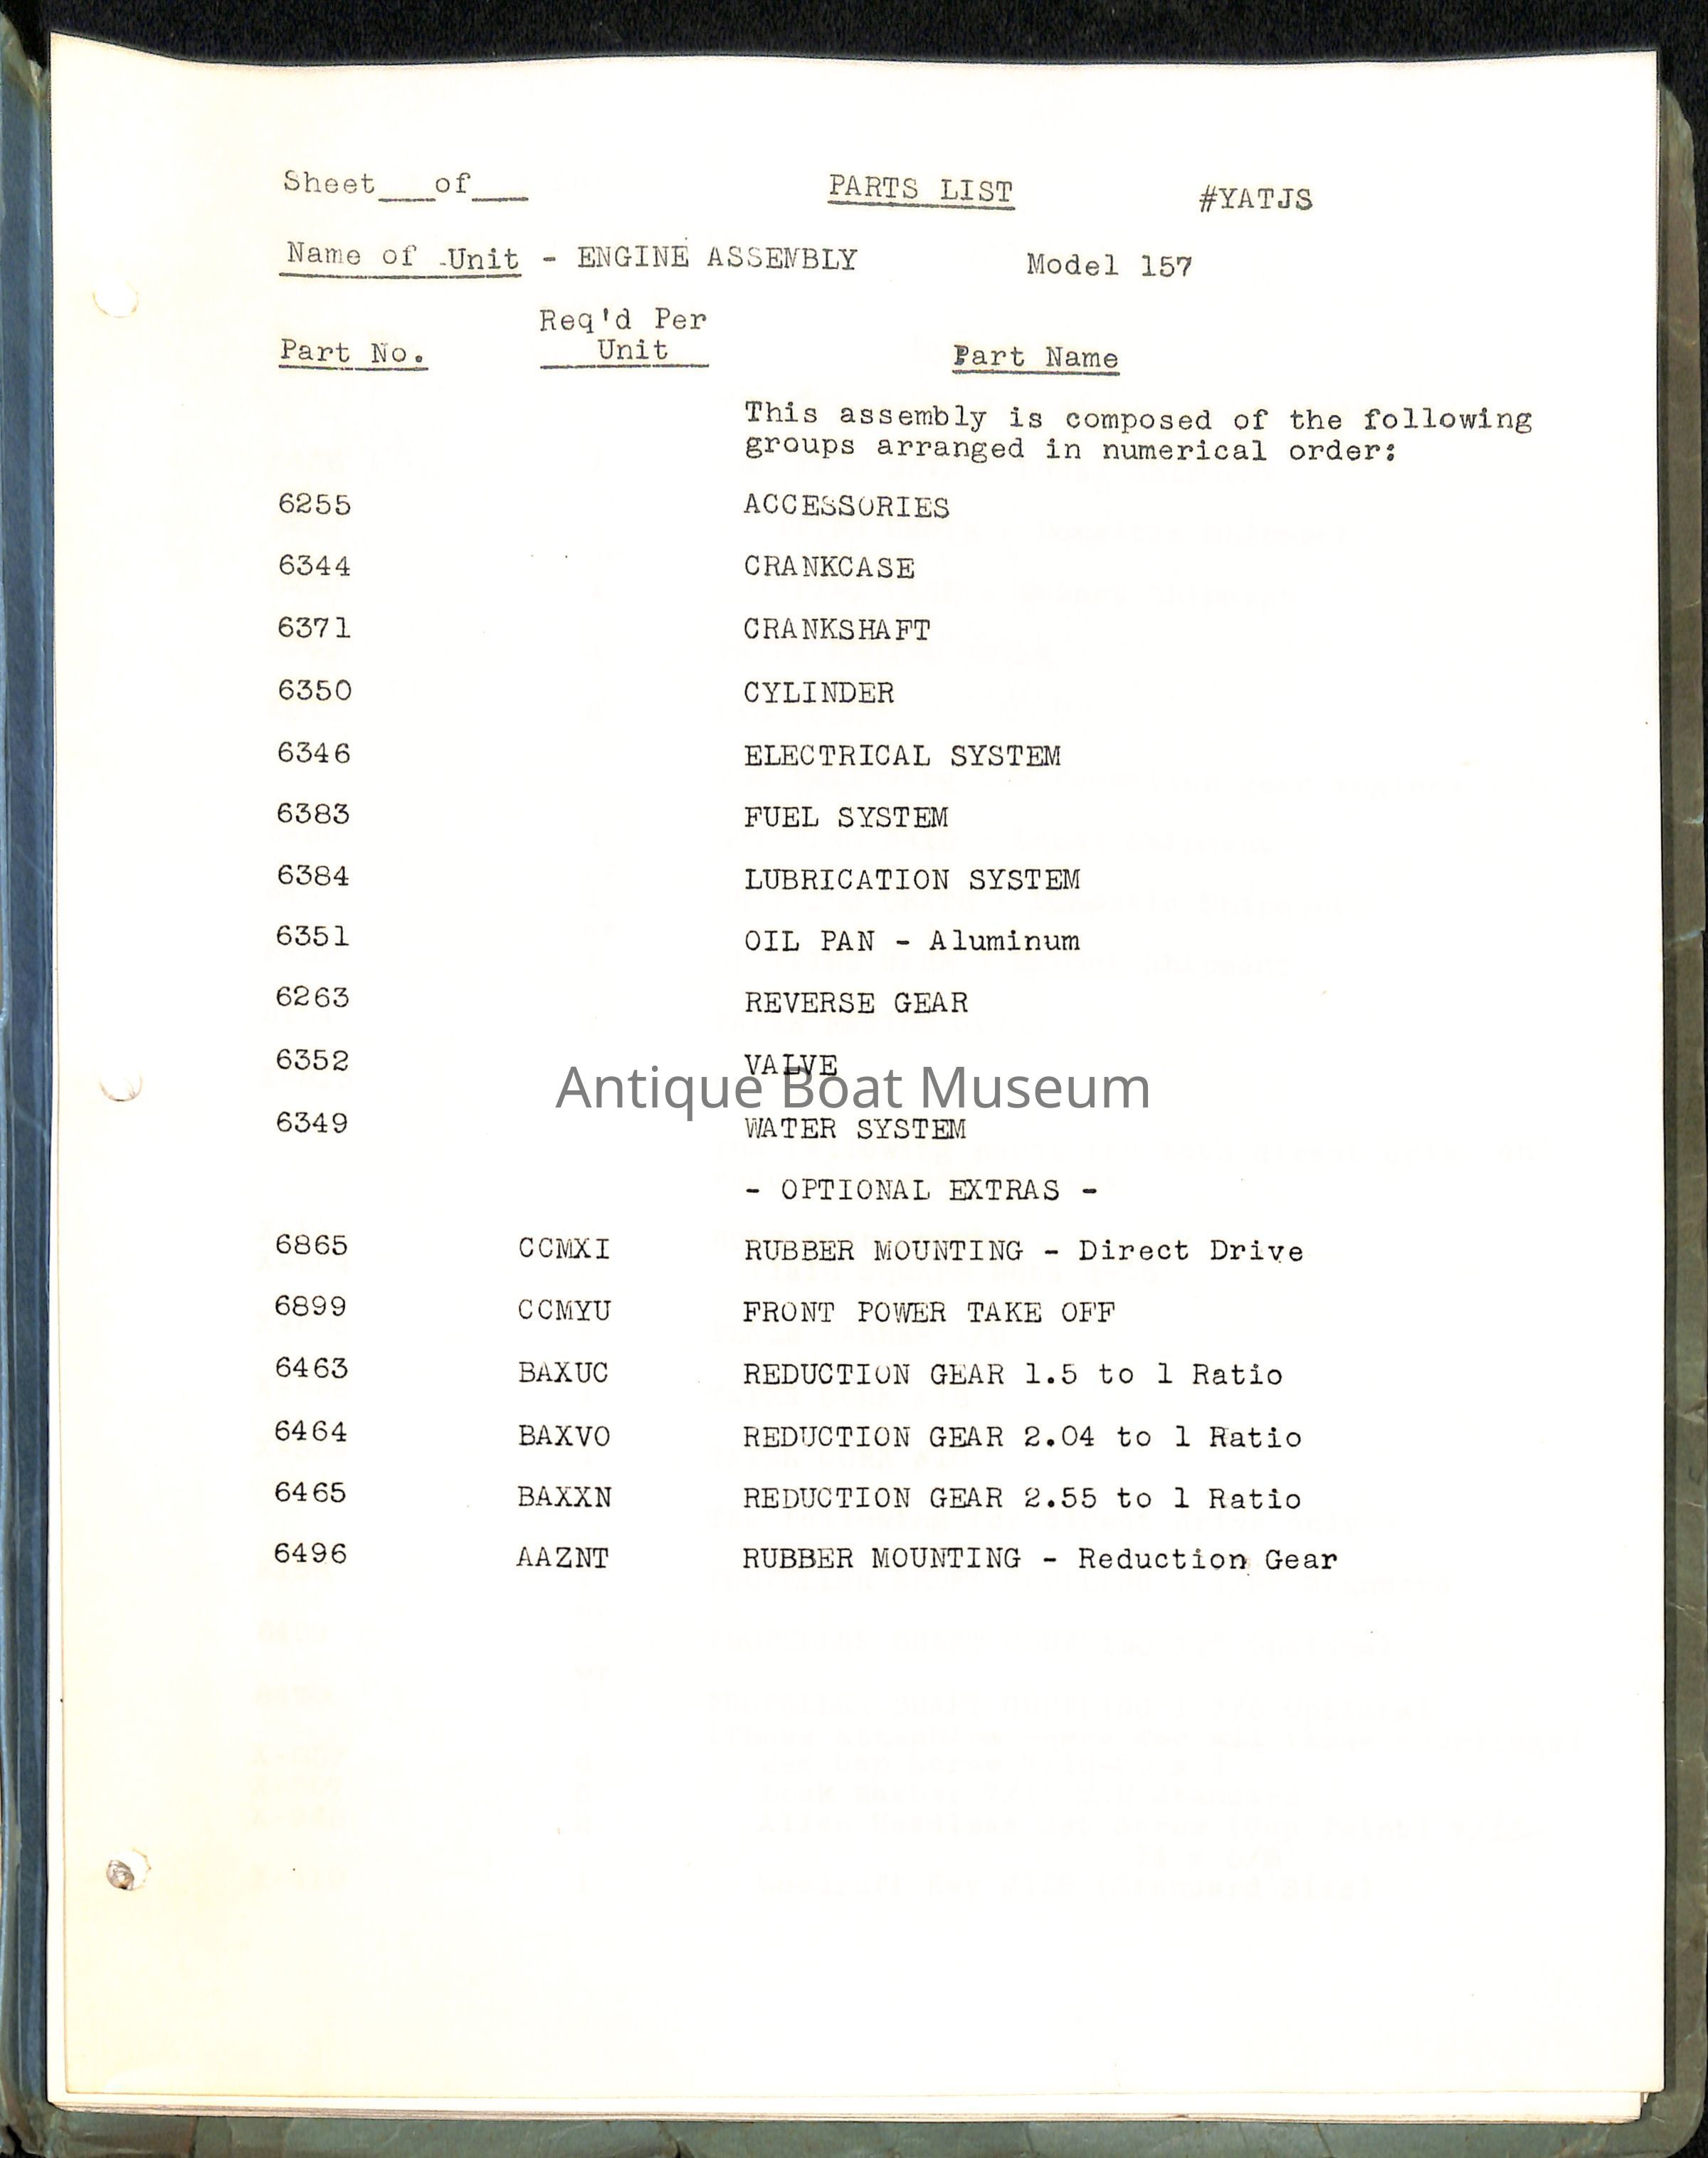 Sheet___of___ PARTS LIST #YATJS
Name of Unit - ENGINE ASSEMBLY Model 157
Req'd Per
Part No. Unit Part Name
This assembly is composed of the following
groups arranged in numerical order:
6255 ACCESSORIES
6344 CRANKCASE
6371 CRANKSHAFT
6350 CYLINDER
6346 ELECTRICAL SYSTEM
6383 FUEL SYSTEM
6384 LUBRICATION SYSTEM
6351 OIL PAN - Aluminum
6263 REVERSE GEAR
6352 VALVE
Antique Boat Museum
6349 WATER SYSTEM
- OPTIONAL EXTRAS -
6865 CCMXI RUBBER MOUNTING - Direct Drive
6899 CCMYU FRONT POWER TAKE OFF
6463 BAXUC REDUCTION GEAR 1.5 to 1 Ratio
6464 BAXVO REDUCTION GEAR 2.04 to 1 Ratio
6465 BAXXN REDUCTION GEAR 2.55 to 1 Ratio
6496 AAZNT RUBBER MOUNTING - Reduction Gear